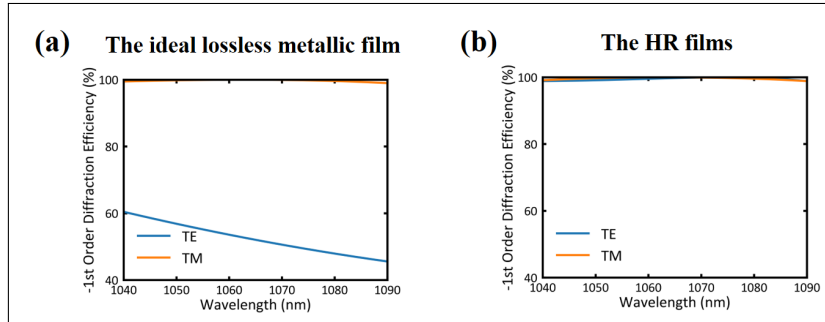 (a) The ideal lossless metallic film
-1st Order Diffraction Efficiency (%)
100
80
60
40
TE
TM
1040 1050 1060 1070 1080 1090
Wavelength (nm)
(b) The HR films
-1st Order Diffraction Efficiency (%)
100
80
60
40
TE
TM
1040 1050 1060 1070 1080 1090
Wavelength (nm)